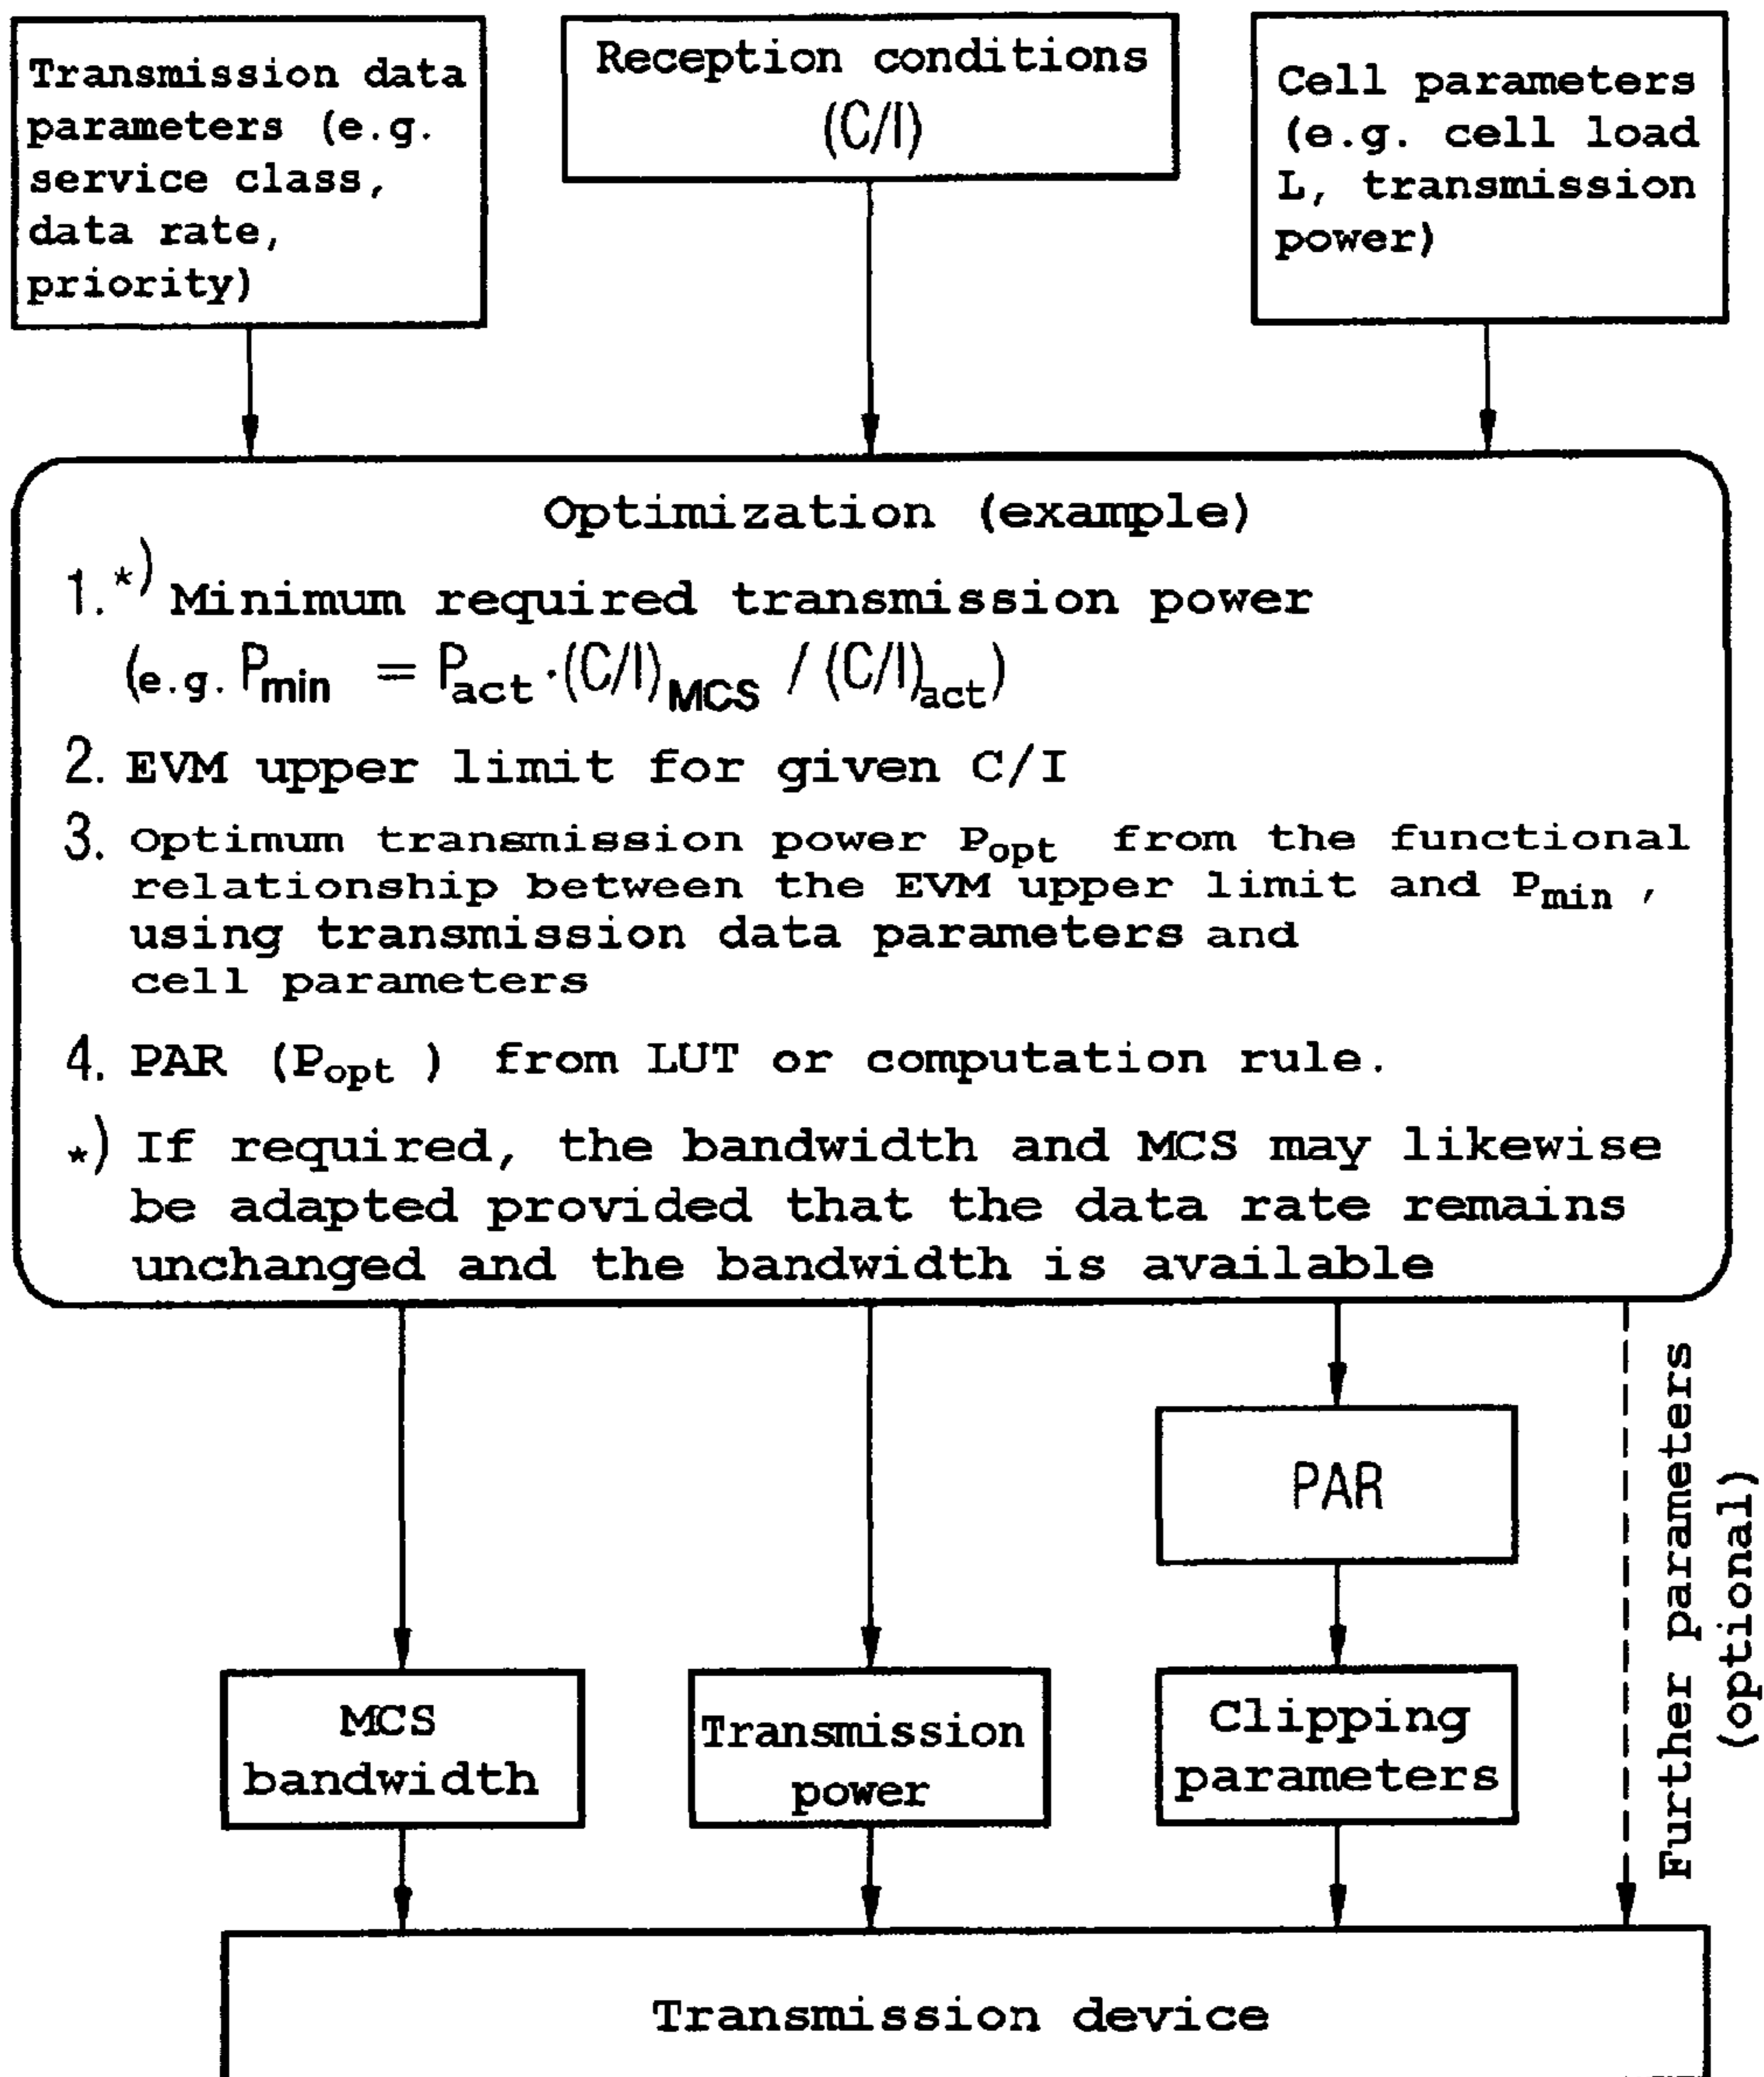 Transmission data
parameters (e.g.
service class,
data rate,
priority)
Reception conditions
(C/I)
Cell parameters
(e.g. cell load
L, transmission
power)
Optimization (example)
1.*) Minimum required transmission power
(e.g. Pmin = Pact·(C/I)MCS / (C/I)act)
2. EVM upper limit for given C/I
3. Optimum transmission power Popt from the functional
relationship between the EVM upper limit and Pmin ,
using transmission data parameters and
cell parameters
4. PAR (Popt ) from LUT or computation rule.
*) If required, the bandwidth and MCS may likewise
be adapted provided that the data rate remains
unchanged and the bandwidth is available
PAR
Further parameters
(optional)
MCS
bandwidth
Transmission
power
Clipping
parameters
Transmission device